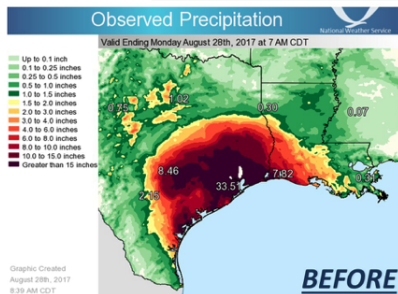 Observed Precipitation
National Weather Service
Valid Ending Monday August 28th, 2017 at 7 AM CDT
Up to 0.1 inch
0.1 to 0.25 inches
0.25 to 0.5 inches
0.5 to 1.0 inches
1.0 to 1.5 inches
1.5 to 2.0 inches
2.0 to 3.0 inches
3.0 to 4.0 inches
4.0 to 6.0 inches
6.0 to 8.0 inches
8.0 to 10.0 inches
10.0 to 15.0 inches
Greater than 15 inches
1.02
0.30
0.07
8.46
7.82
33.51
Graphic Created
August 28th, 2017
8:39 AM CDT
BEFORE